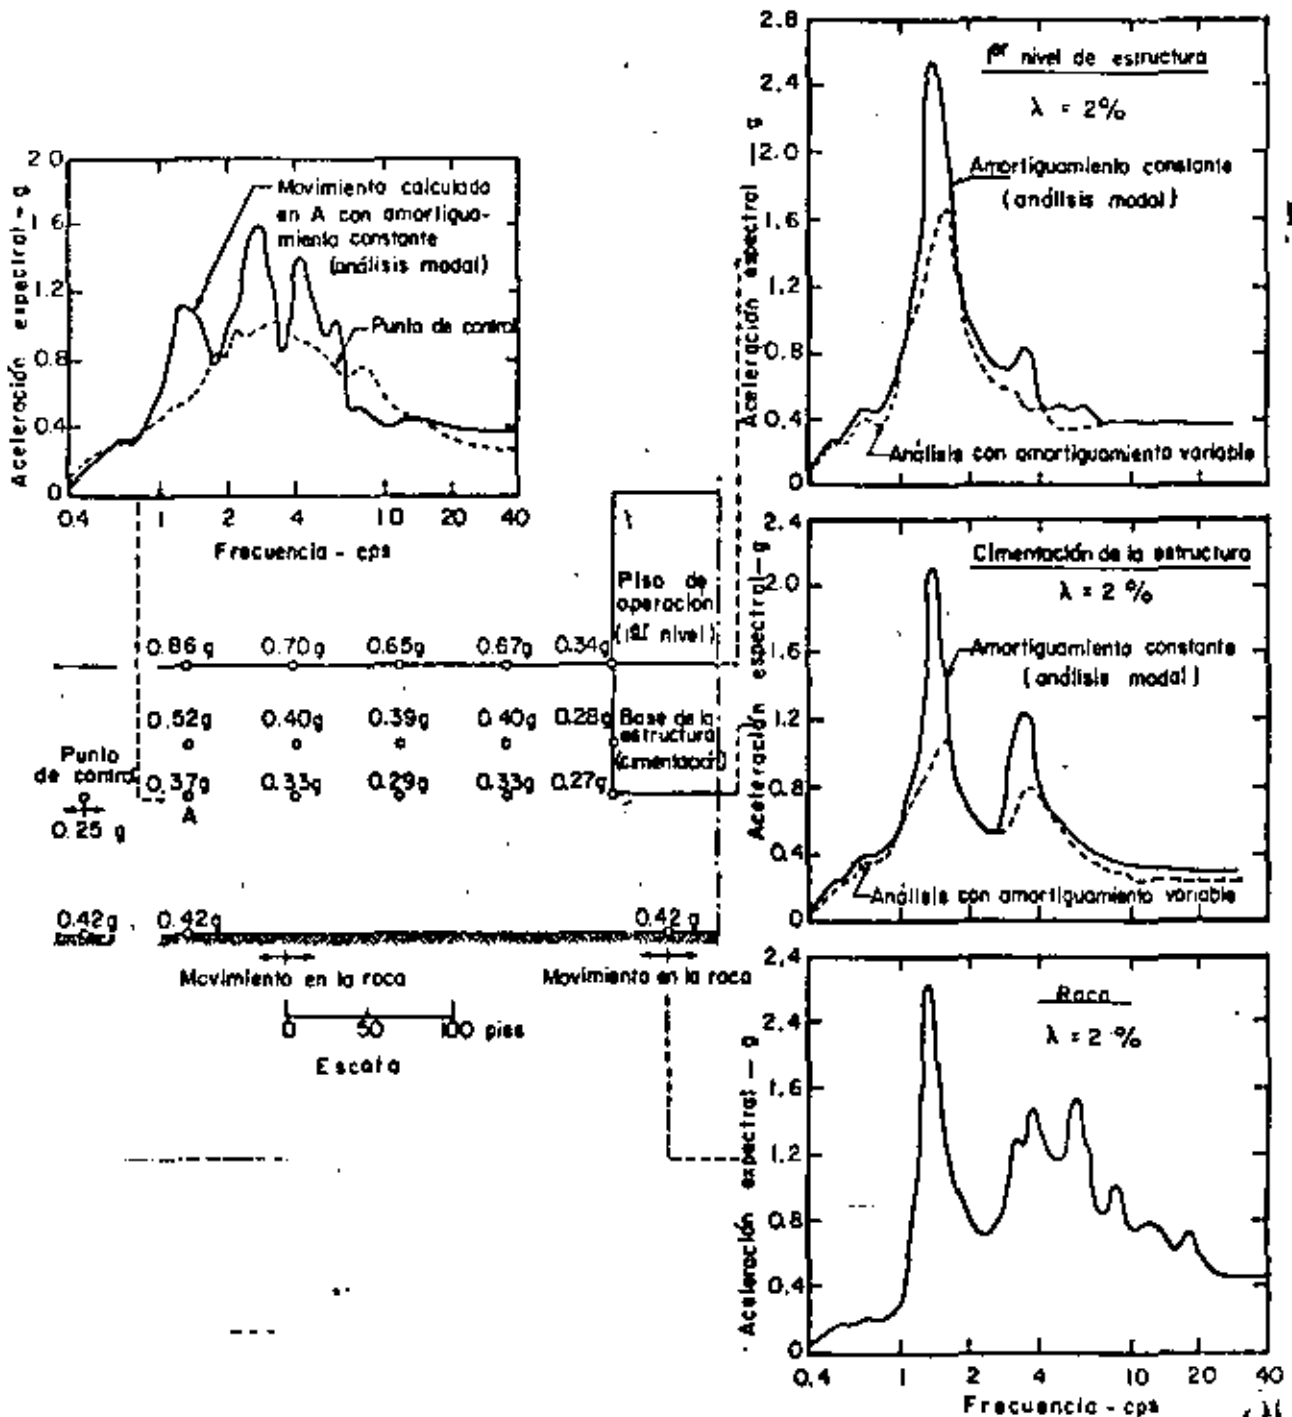 2.8
1er nivel de estructura
λ = 2%
2.4
2.0
Amortiguamiento constante
(análisis modal)
1.6
1.2
0.8
0.4
Análisis con amortiguamiento variable
0
Aceleración espectral - g
2 0
Movimiento calculado
en A con amortigua-
miento constante
(análisis modal)
1.6
1.2
Punto de control
0.8
0.4
0
Aceleración espectral - g
0.4 1 2 4 10 20 40
Frecuencia - cps
Piso de
operación
(1er nivel)
0.86g 0.70g 0.65g 0.67g 0.34g
0.52g 0.40g 0.39g 0.40g 0.28g
Base de la
estructura
(cimentación)
Punto
de control
0.37g 0.33g 0.29g 0.33g 0.27g
A
0.25 g
0.42g 0.42g 0.42 g
Movimiento en la roca Movimiento en la roca
0 50 100 pies
Escala
2.4
Cimentación de la estructura
2.0
λ = 2 %
1.6
Amortiguamiento constante
(análisis modal)
1.2
0.8
0.4
Análisis con amortiguamiento variable
0
Aceleración espectral - g
2,4
Roca
2.4
λ = 2 %
1.6
1.2
0.8
0.4
0
Aceleración expectral - g
0.4 1 2 4 10 20 40
Frecuencia - cps